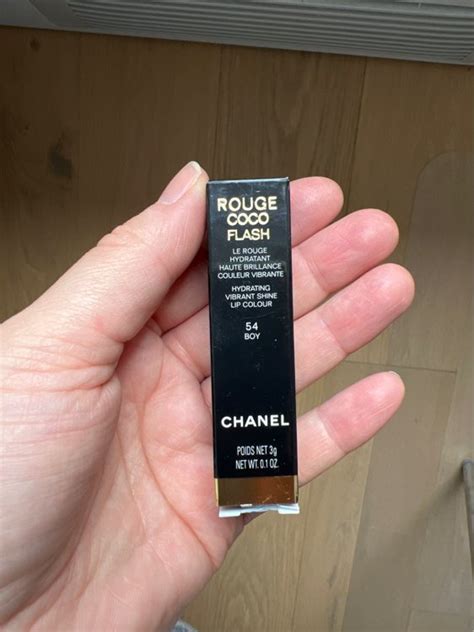 ROUGE
COCO
FLASH
LE ROUGE
HYDRATANT
HAUTE BRILLANCE
COULEUR VIBRANTE
HYDRATING
VIBRANT SHINE
LIP COLOUR
54
BOY
CHANEL
POIDS NET 3g
NET WT. 0.1 OZ.